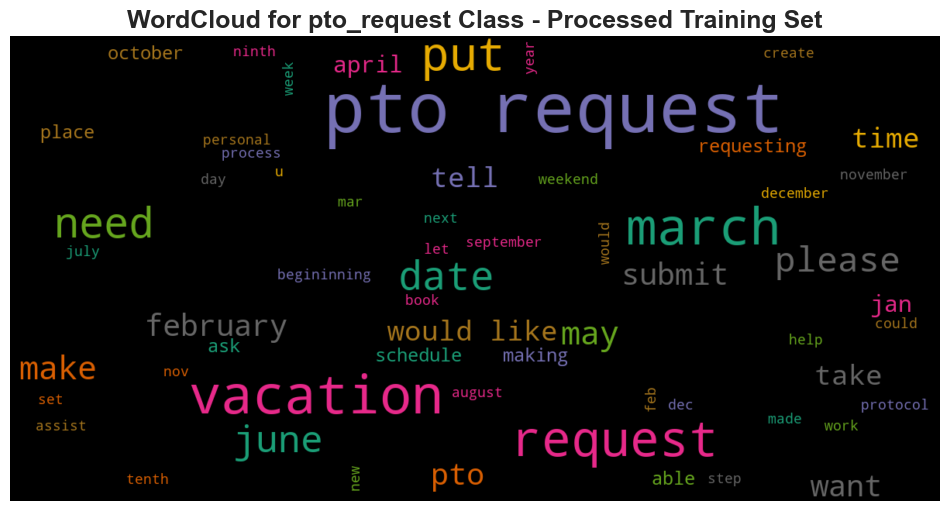 WordCloud for pto_request Class - Processed Training Set
october
ninth
week
april
put
year
create
pto request
place
personal
process
requesting
time
day
u
tell
weekend
november
december
mar
need
next
march
july
let
september
would
begininning
date
submit
please
book
february
would like
may
jan
could
ask
schedule
making
help
make
nov
vacation
august
take
set
feb
dec
protocol
assist
june
request
made
work
tenth
new
pto
able
step
want